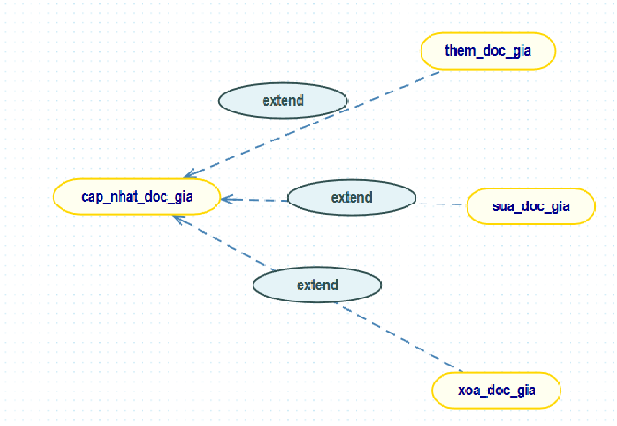 them_doc_gia
extend
cap_nhat_doc_gia
extend
sua_doc_gia
extend
xoa_doc_gia